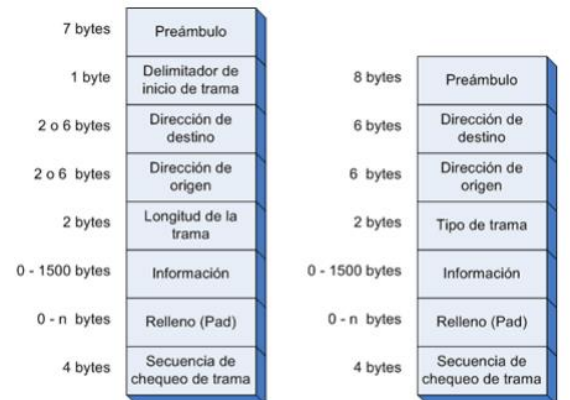 7 bytes
Preámbulo
1 byte
Delimitador de
inicio de trama
2 o 6 bytes
Dirección de
destino
2 o 6 bytes
Dirección de
origen
2 bytes
Longitud de la
trama
0 - 1500 bytes
Información
0 - n bytes
Relleno (Pad)
4 bytes
Secuencia de
chequeo de trama
8 bytes
Preámbulo
6 bytes
Dirección de
destino
6 bytes
Dirección de
origen
2 bytes
Tipo de trama
0 - 1500 bytes
Información
0 - n bytes
Relleno (Pad)
4 bytes
Secuencia de
chequeo de trama